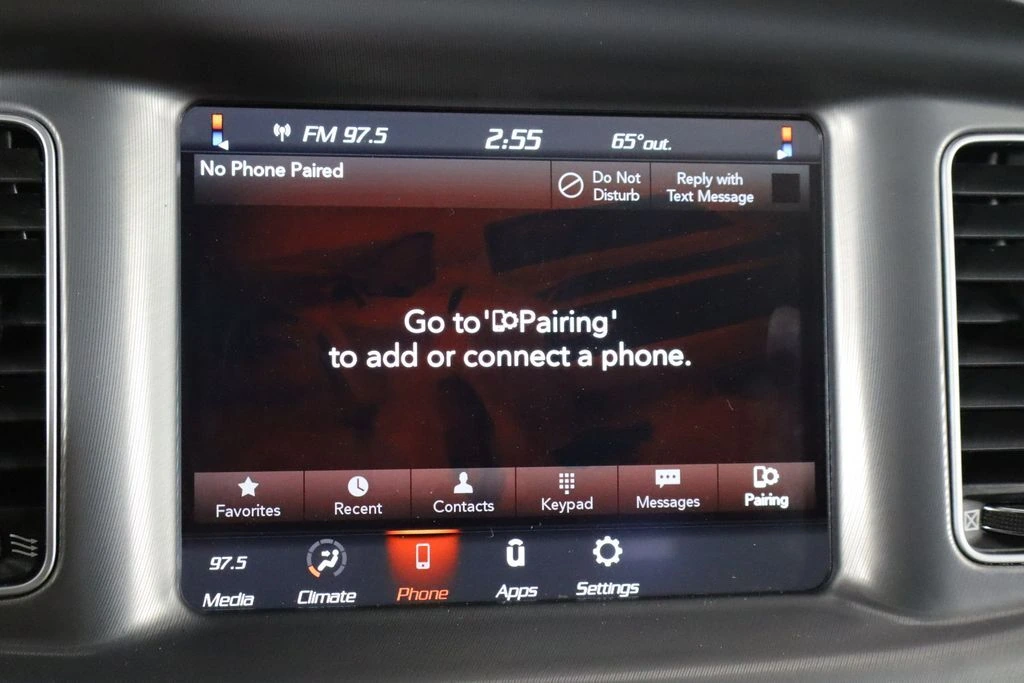 FM 97.5
2:55
65° out.
No Phone Paired
Do Not
Disturb
Reply with
Text Message
Go to 'Pairing'
to add or connect a phone.
Favorites
Recent
Contacts
Keypad
Messages
Pairing
97.5
Media
Climate
Phone
Apps
Settings